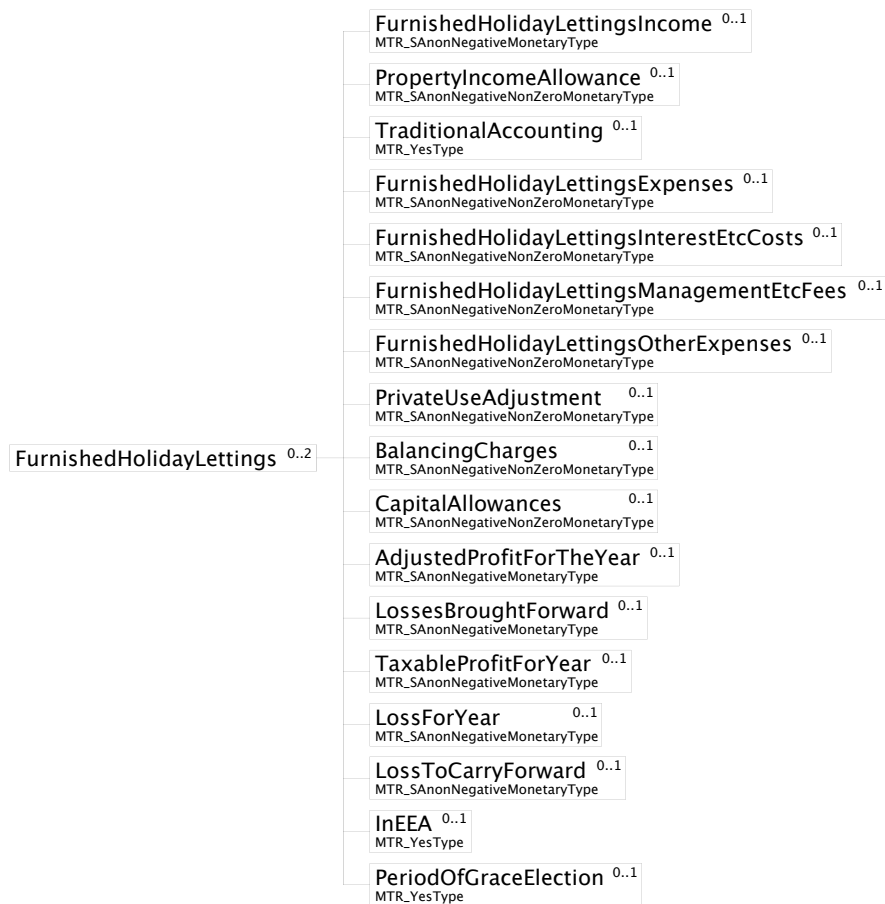 FurnishedHolidayLettingsIncome 0..1
MTR_SAnonNegativeMonetaryType
PropertyIncomeAllowance 0..1
MTR_SAnonNegativeNonZeroMonetaryType
TraditionalAccounting 0..1
MTR_YesType
FurnishedHolidayLettingsExpenses 0..1
MTR_SAnonNegativeNonZeroMonetaryType
FurnishedHolidayLettingsInterestEtcCosts 0..1
MTR_SAnonNegativeNonZeroMonetaryType
FurnishedHolidayLettingsManagementEtcFees 0..1
MTR_SAnonNegativeNonZeroMonetaryType
FurnishedHolidayLettingsOtherExpenses 0..1
MTR_SAnonNegativeNonZeroMonetaryType
PrivateUseAdjustment 0..1
MTR_SAnonNegativeNonZeroMonetaryType
BalancingCharges 0..1
MTR_SAnonNegativeNonZeroMonetaryType
FurnishedHolidayLettings 0..2
CapitalAllowances 0..1
MTR_SAnonNegativeNonZeroMonetaryType
AdjustedProfitForTheYear 0..1
MTR_SAnonNegativeMonetaryType
LossesBroughtForward 0..1
MTR_SAnonNegativeMonetaryType
TaxableProfitForYear 0..1
MTR_SAnonNegativeMonetaryType
LossForYear 0..1
MTR_SAnonNegativeMonetaryType
LossToCarryForward 0..1
MTR_SAnonNegativeMonetaryType
InEEA 0..1
MTR_YesType
PeriodOfGraceElection 0..1
MTR_YesType